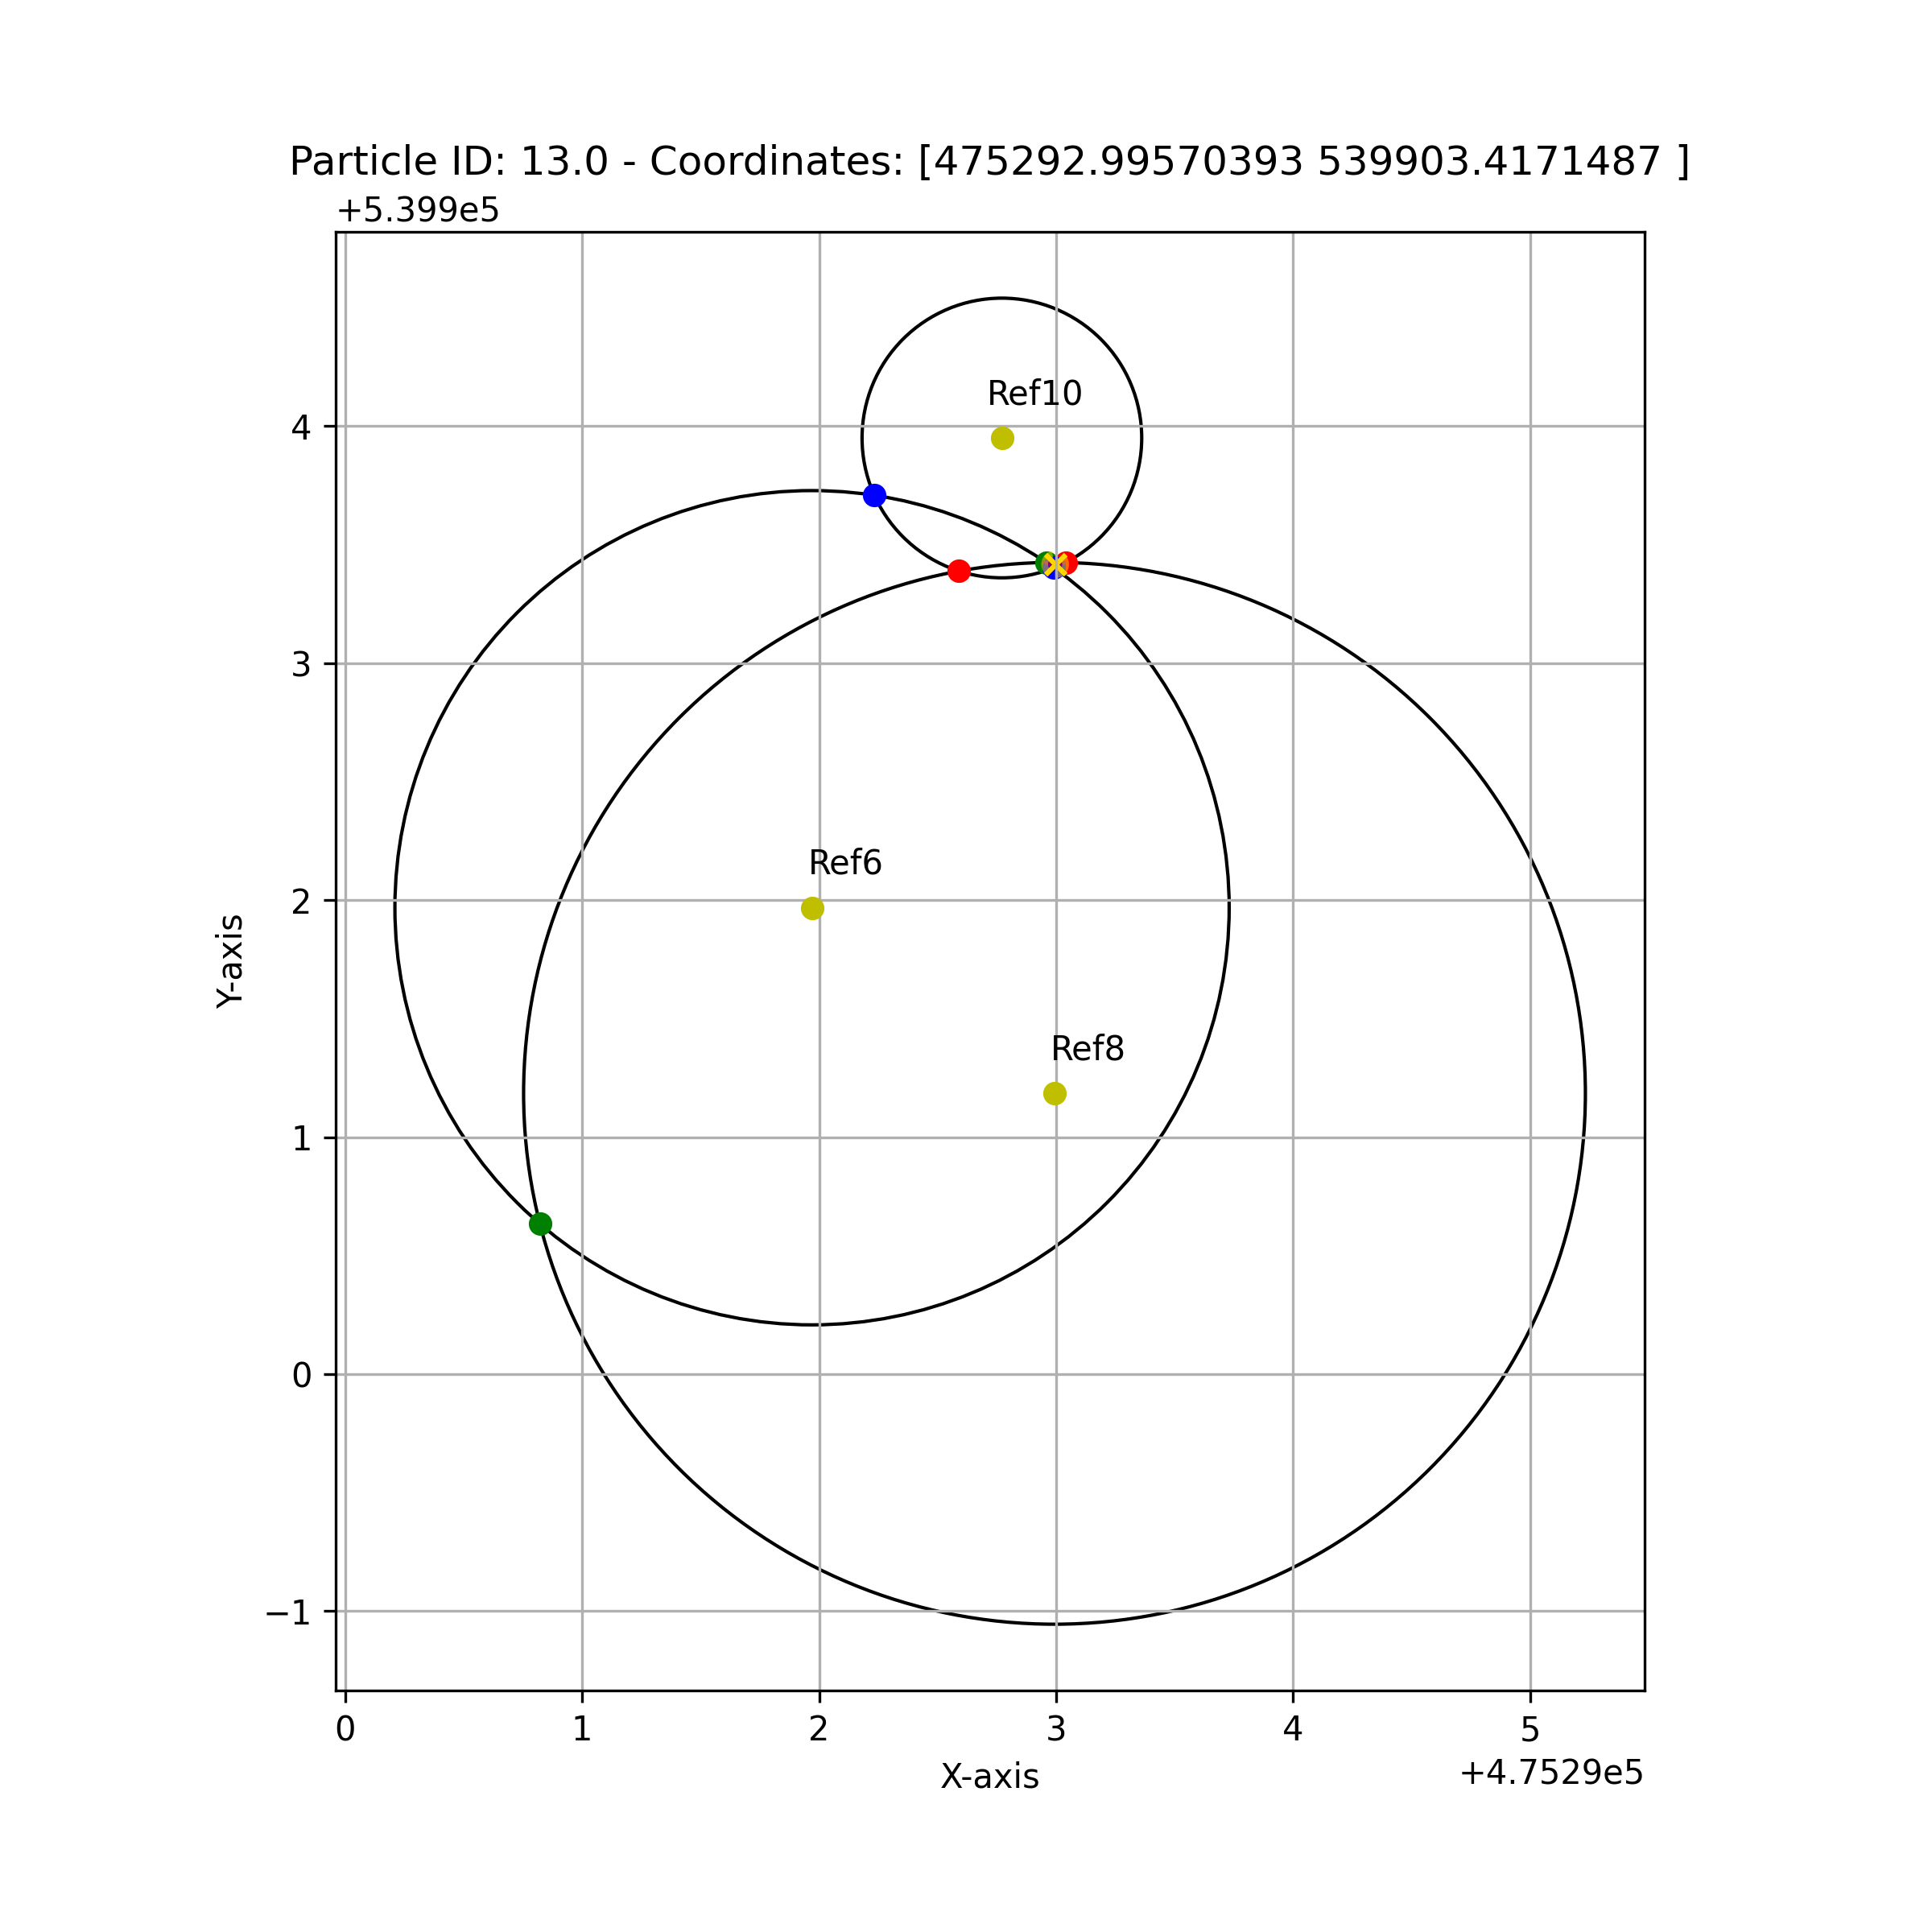 Particle ID: 13.0 - Coordinates: [475292.99570393 539903.4171487 ]
+5.399e5
Ref10
4
3
Ref6
2
Y-axis
Ref8
1
0
−1
0 1 2 3 4 5
X-axis
+4.7529e5